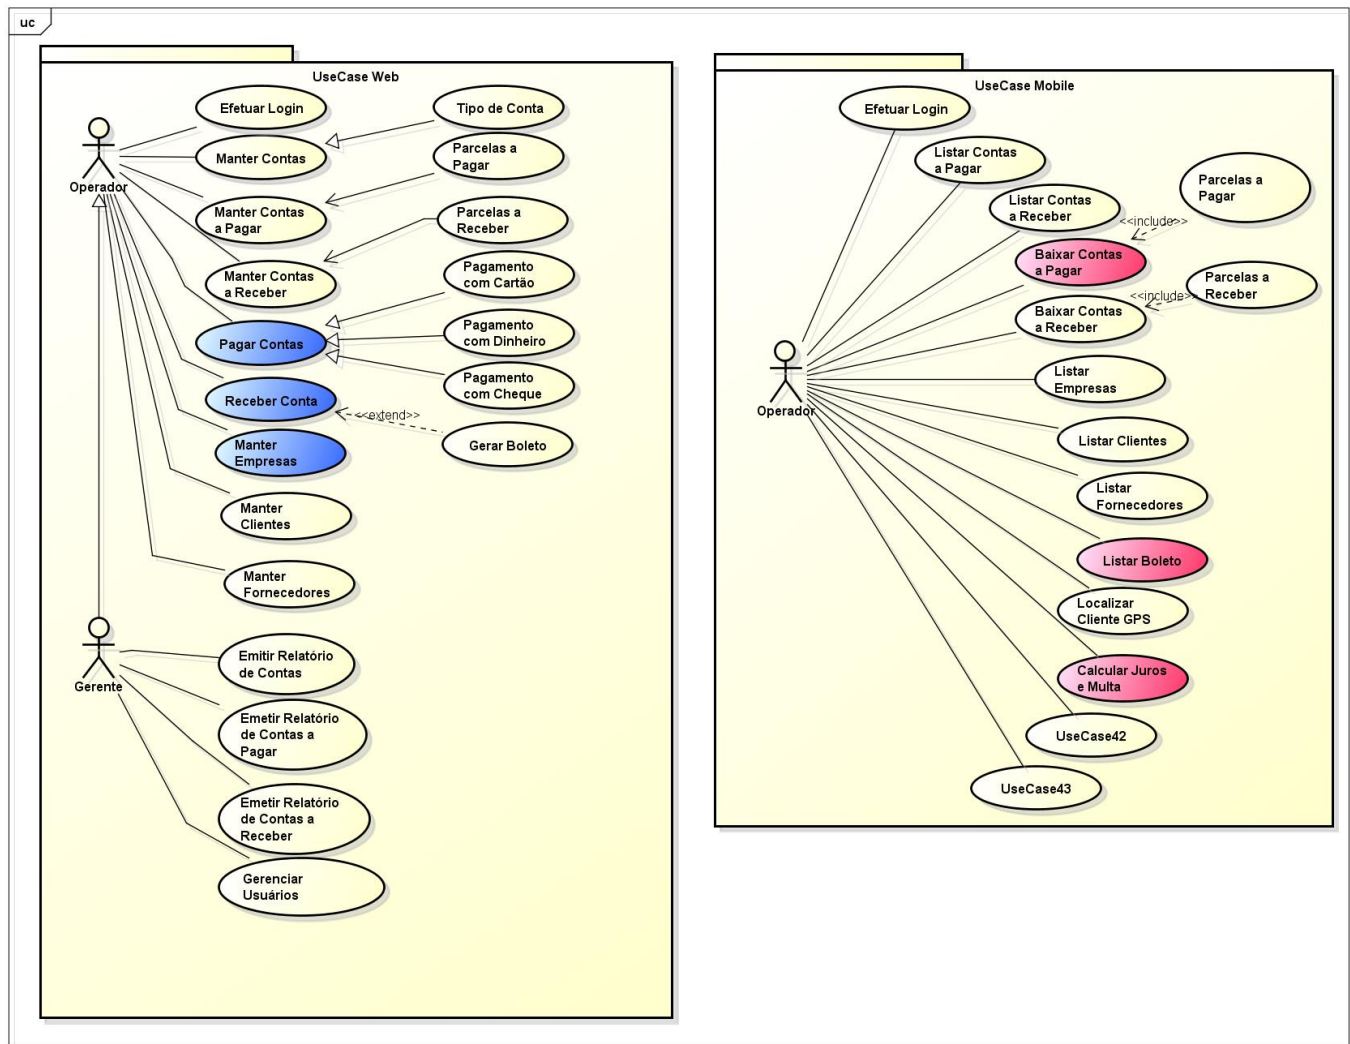 uc
UseCase Web
Efetuar Login
Tipo de Conta
Manter Contas
Parcelas a
Pagar
Operador
Manter Contas
a Pagar
Parcelas a
Receber
Manter Contas
a Receber
Pagamento
com Cartão
Pagar Contas
Pagamento
com Dinheiro
Pagamento
com Cheque
Receber Conta
<<extend>>
Gerar Boleto
Manter
Empresas
Manter
Clientes
Manter
Fornecedores
Gerente
Emitir Relatório
de Contas
Emetir Relatório
de Contas a
Pagar
Emetir Relatório
de Contas a
Receber
Gerenciar
Usuários
UseCase Mobile
Efetuar Login
Listar Contas
a Pagar
Listar Contas
a Receber
Parcelas a
Pagar
<<include>>
Baixar Contas
a Pagar
Parcelas a
Receber
<<include>>
Baixar Contas
a Receber
Listar
Empresas
Operador
Listar Clientes
Listar
Fornecedores
Listar Boleto
Localizar
Cliente GPS
Calcular Juros
e Multa
UseCase42
UseCase43